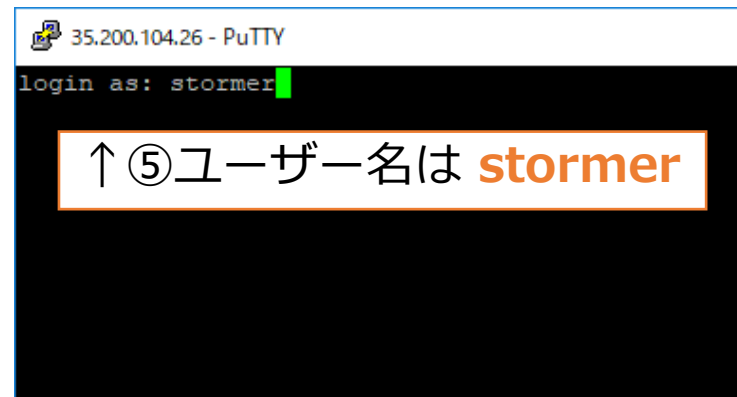 35.200.104.26 - PuTTY
login as: stormer
↑⑤ユーザー名は stormer